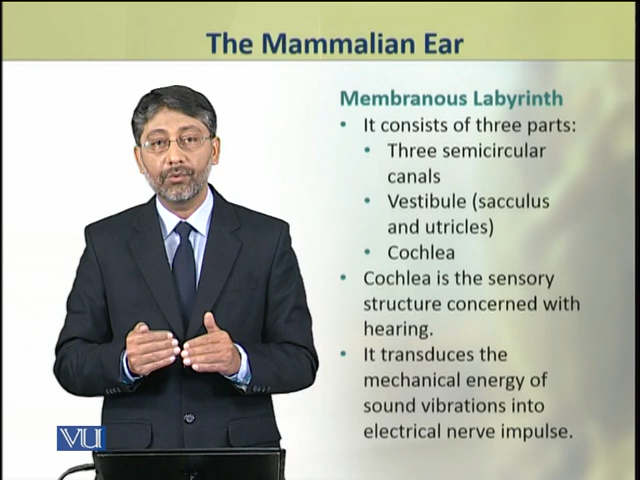 The Mammalian Ear
Membranous Labyrinth
• It consists of three parts:
• Three semicircular
canals
• Vestibule (sacculus
and utricles)
• Cochlea
• Cochlea is the sensory
structure concerned with
hearing.
• It transduces the
mechanical energy of
sound vibrations into
electrical nerve impulse.
VU